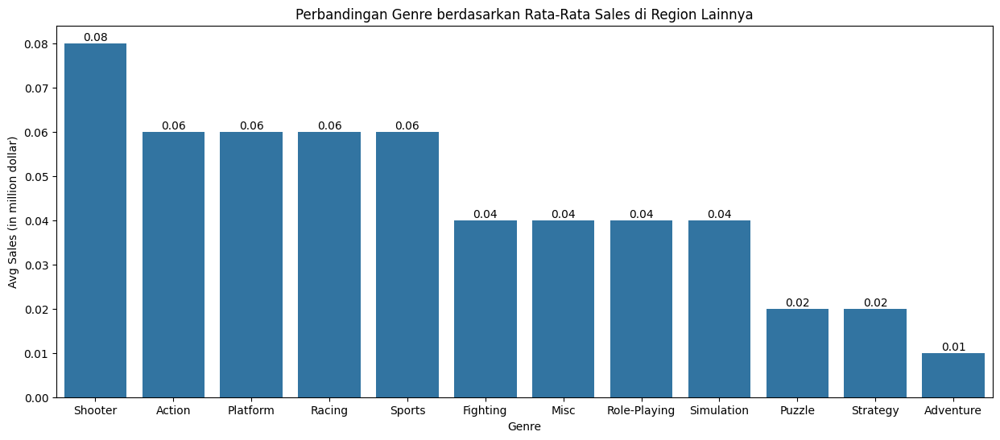 Perbandingan Genre berdasarkan Rata-Rata Sales di Region Lainnya
Avg Sales (in million dollar)
0.08
0.07
0.06
0.05
0.04
0.03
0.02
0.01
0.00
0.08
0.06
0.06
0.06
0.06
0.04
0.04
0.04
0.04
0.02
0.02
0.01
Shooter
Action
Platform
Racing
Sports
Fighting
Misc
Role-Playing
Simulation
Puzzle
Strategy
Adventure
Genre